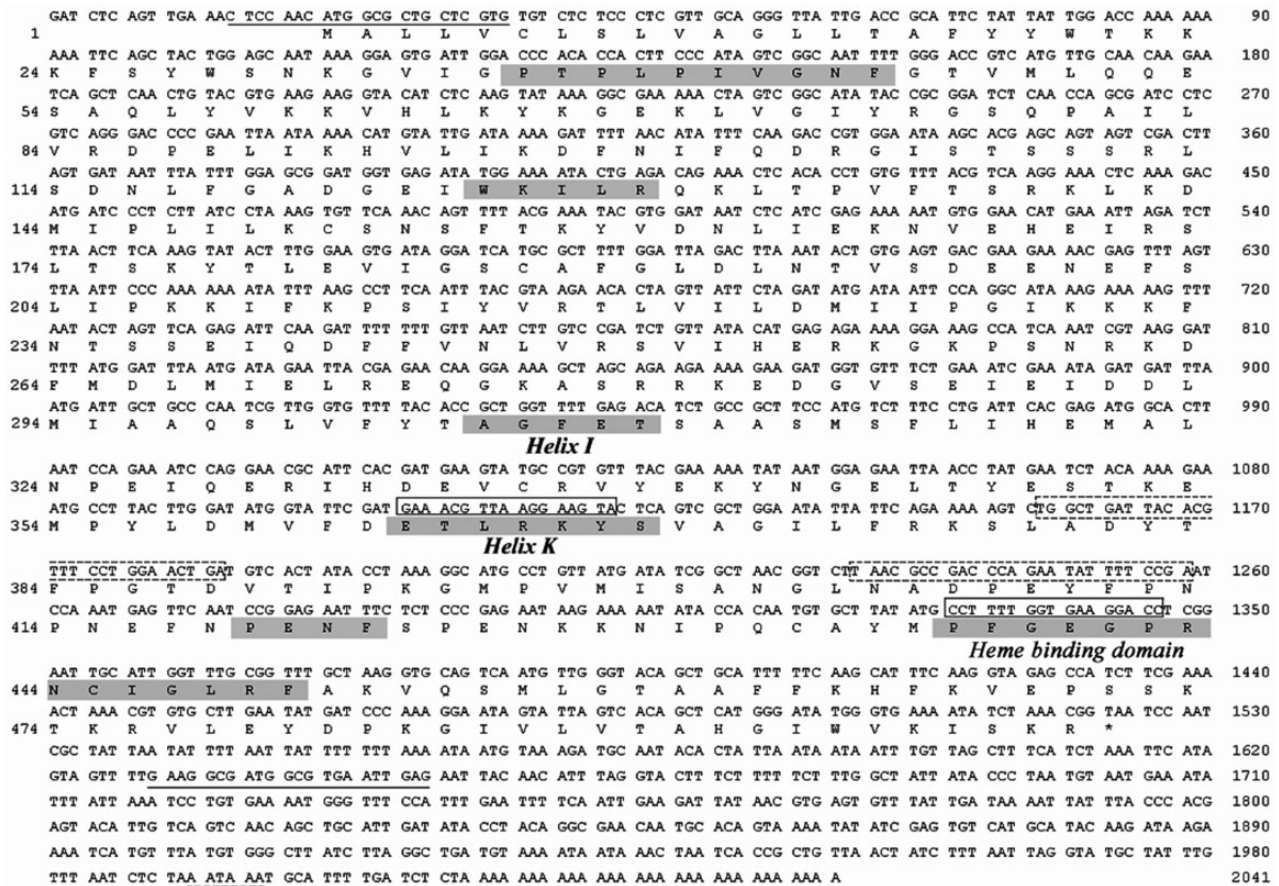 GAT CTC AGT TGA AAC TCC AAC ATG GCG CTG CTC GTG TGT CTC TCC CTC GTT GCA GGG TTA TTG ACC GCA TTC TAT TAT TGG ACC AAA AAA 90
1 M A L L V C L S L V A G L L T A F Y Y W T K K
AAA TTC AGC TAC TGG AGC AAT AAA GGA GTG ATT GGA CCC ACA CCA CTT CCC ATA GTC GGC AAT TTT GGG ACC GTC ATG TTG CAA CAA GAA 180
24 K F S Y W S N K G V I G P T P L P I V G N F G T V M L Q Q E
TCA GCT CAA CTG TAC GTG AAG AAG GTA CAT CTC AAG TAT AAA GGC GAA AAA CTA GTC GGC ATA TAC CGC GGA TCT CAA CCA GCG ATC CTC 270
54 S A Q L Y V K K V H L K Y K G E K L V G I Y R G S Q P A I L
GTC AGG GAC CCC GAA TTA ATA AAA CAT GTA TTG ATA AAA GAT TTT AAC ATA TTT CAA GAC CGT GGA ATA AGC ACG AGC AGT AGT CGA CTT 360
84 V R D P E L I K H V L I K D F N I F Q D R G I S T S S S R L
AGT GAT AAT TTA TTT GGA GCG GAT GGT GAG ATA TGG AAA ATA CTG AGA CAG AAA CTC ACA CCT GTG TTT ACG TCA AGG AAA CTC AAA GAC 450
114 S D N L F G A D G E I W K I L R Q K L T P V F T S R K L K D
ATG ATC CCT CTT ATC CTA AAG TGT TCA AAC AGT TTT ACG AAA TAC GTG GAT AAT CTC ATC GAG AAA AAT GTG GAA CAT GAA ATT AGA TCT 540
144 M I P L I L K C S N S F T K Y V D N L I E K N V E H E I R S
TTA ACT TCA AAG TAT ACT TTG GAA GTG ATA GGA TCA TGC GCT TTT GGA TTA GAC TTA AAT ACT GTG AGT GAC GAA GAA AAC GAG TTT AGT 630
174 L T S K Y T L E V I G S C A F G L D L N T V S D E E N E F S
TTA ATT CCC AAA AAA ATA TTT AAG CCT TCA ATT TAC GTA AGA ACA CTA GTT ATT CTA GAT ATG ATA ATT CCA GGC ATA AAG AAA AAG TTT 720
204 L I P K K I F K P S I Y V R T L V I L D M I I P G I K K K F
AAT ACT AGT TCA GAG ATT CAA GAT TTT TTT GTT AAT CTT GTC CGA TCT GTT ATA CAT GAG AGA AAA GGA AAG CCA TCA AAT CGT AAG GAT 810
234 N T S S E I Q D F F V N L V R S V I H E R K G K P S N R K D
TTT ATG GAT TTA ATG ATA GAA TTA CGA GAA CAA GGA AAA GCT AGC AGA AGA AAA GAA GAT GGT GTT TCT GAA ATC GAA ATA GAT GAT TTA 900
264 F M D L M I E L R E Q G K A S R R K E D G V S E I E I D D L
ATG ATT GCT GCC CAA TCG TTG GTG TTT TAC ACC GCT GGT TTT GAG ACA TCT GCC GCT TCC ATG TCT TTC CTG ATT CAC GAG ATG GCA CTT 990
294 M I A A Q S L V F Y T A G F E T S A A S M S F L I H E M A L
Helix I
AAT CCA GAA ATC CAG GAA CGC ATT CAC GAT GAA GTA TGC CGT GTT TAC GAA AAA TAT AAT GGA GAA TTA ACC TAT GAA TCT ACA AAA GAA 1080
324 N P E I Q E R I H D E V C R V Y E K Y N G E L T Y E S T K E
ATG CCT TAC TTG GAT ATG GTA TTC GAT GAA ACG TTA AGG AAG TAC TCA GTC GCT GGA ATA TTA TTC AGA AAA AGT CTG GCT GAT TAC ACG 1170
354 M P Y L D M V F D E T L R K Y S V A G I L F R K S L A D Y T
Helix K
TTT CCT GGA ACT GAT GTC ACT ATA CCT AAA GGC ATG CCT GTT ATG ATA TCG GCT AAC GGT CTT AAC GCC GAC CCA GAA TAT TTT CCG AAT 1260
384 F P G T D V T I P K G M P V M I S A N G L N A D P E Y F P N
CCA AAT GAG TTC AAT CCG GAG AAT TTC TCT CCC GAG AAT AAG AAA AAT ATA CCA CAA TGT GCT TAT ATG CCT TTT GGT GAA GGA CCT CGG 1350
414 P N E F N P E N F S P E N K K N I P Q C A Y M P F G E G P R
Heme binding domain
AAT TGC ATT GGT TTG CGG TTT GCT AAG GTG CAG TCA ATG TTG GGT ACA GCT GCA TTT TTC AAG CAT TTC AAG GTA GAG CCA TCT TCG AAA 1440
444 N C I G L R F A K V Q S M L G T A A F F K H F K V E P S S K
ACT AAA CGT GTG CTT GAA TAT GAT CCC AAA GGA ATA GTA TTA GTC ACA GCT CAT GGG ATA TGG GTG AAA ATA TCT AAA CGG TAA TCC AAT 1530
474 T K R V L E Y D P K G I V L V T A H G I W V K I S K R *
CGC TAT TAA TAT TTT AAT TAT TTT TTT AAA ATA ATG TAA AGA TGC AAT ACA CTA TTA ATA ATA ATT TGT TAG CTT TCA TCT AAA TTC ATA 1620
GTA GTT TTG AAG GCG ATG GCG TGA ATT GAG AAT TAC AAC ATT TAG GTA CTT TCT TTT TCT TTG GCT ATT ATA CCC TAA TGT AAT GAA ATA 1710
TTT ATT AAA TCC TGT GAA AAT GGG TTT CCA TTT GAA TTT TCA ATT GAA GAT TAT AAC GTG AGT GTT TAT TGA TAA AAT TAT TTA CCC ACG 1800
AGT ACA TTG TCA GTC AAC AGC TGC ATT GAT ATA CCT ACA GGC GAA CAA TGC ACA GTA AAA TAT ATC GAG TGT CAT GCA TAC AAG ATA AGA 1890
AAA TCA TGT TTA TGT GGG CTT ATC TTA GGC TGA TGT AAA ATA ATA AAC TAA TCA CCG CTG TTA ACT ATC TTT AAT TAG GTA TGC TAT TTG 1980
TTT AAT CTC TAA ATA AAT GCA TTT TGA TCT CTA AAA AAA AAA AAA AAA AAA AAA AAA AAA A 2041